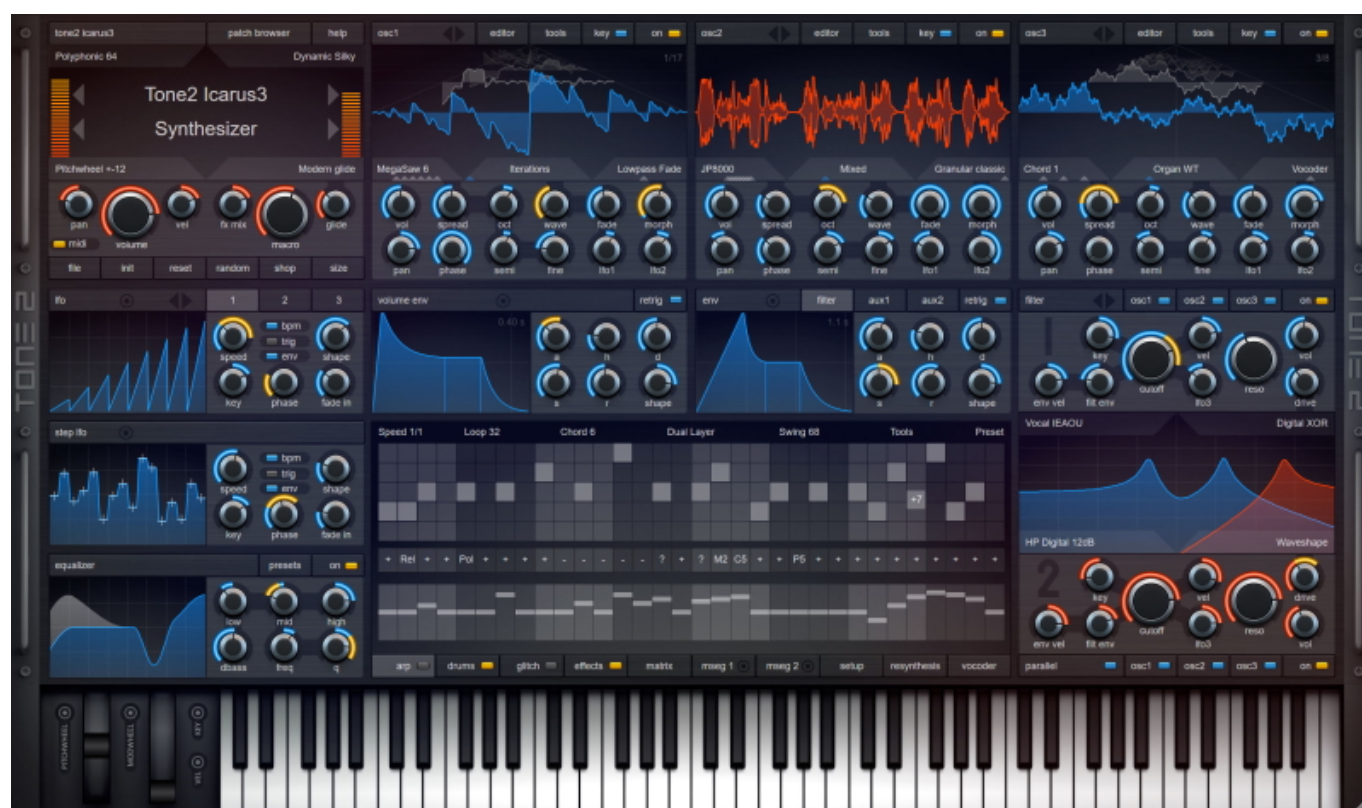 tone2 Icarus3 patch browser help
Polyphonic 64 Dynamic Silky
Tone2 Icarus3
Synthesizer
Pitchwheel +-12 Modern glide
pan volume vel fx mix macro glide
midi
file init reset random shop size
osc1 editor tools key on
1/17
MegaSaw 6 Iterations Lowpass Fade
vol spread oct wave fade morph
pan phase semi fine lfo1 lfo2
osc2 editor tools key on
JP8000 Mixed Granular classic
vol spread oct wave fade morph
pan phase semi fine lfo1 lfo2
osc3 editor tools key on
3/8
Chord 1 Organ WT Vocoder
vol spread oct wave fade morph
pan phase semi fine lfo1 lfo2
lfo 1 2 3
bpm
trig
speed env shape
key phase fade in
volume env retrig
0.40 s
a h d
s r shape
env filter aux1 aux2 retrig
1.1 s
a h d
s r shape
filter osc1 osc2 osc3 on
1
key cutoff vel reso vol
env vel filt env lfo3 drive
Vocal IEAOU Digital XOR
HP Digital 12dB Waveshape
2
key cutoff vel reso drive
env vel filt env lfo3 vol
parallel osc1 osc2 osc3 on
step lfo
bpm
trig
speed env shape
key phase fade in
equalizer presets on
low mid high
dbass freq q
Speed 1/1 Loop 32 Chord 6 Dual Layer Swing 68 Tools Preset
+7
+ Rel + + Pol + + + + - - - - - ? + ? M2 G5 + + P5 + + + + + + + + + +
arp drums glitch effects matrix mseg 1 mseg 2 setup resynthesis vocoder
TONE2
TONE2
PITCHWHEEL
MODWHEEL
KEY
VEL